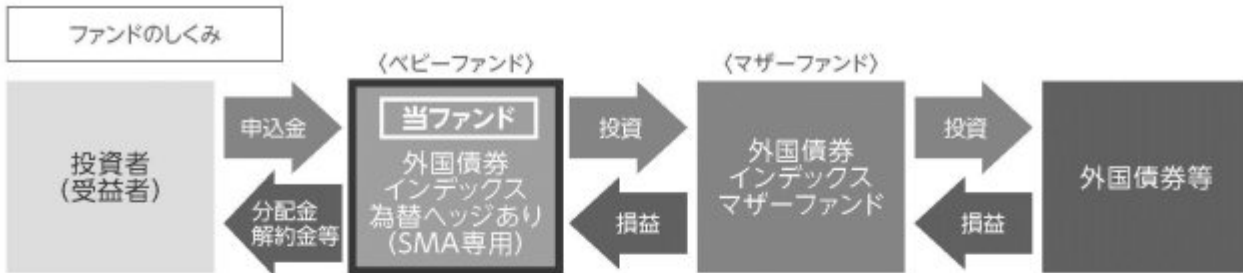 ファンドのしくみ
〈ベビーファンド〉
〈マザーファンド〉
投資者
(受益者)
申込金
分配金
解約金等
当ファンド
外国債券
インデックス
為替ヘッジあり
(SMA専用)
投資
損益
外国債券
インデックス
マザーファンド
投資
損益
外国債券等